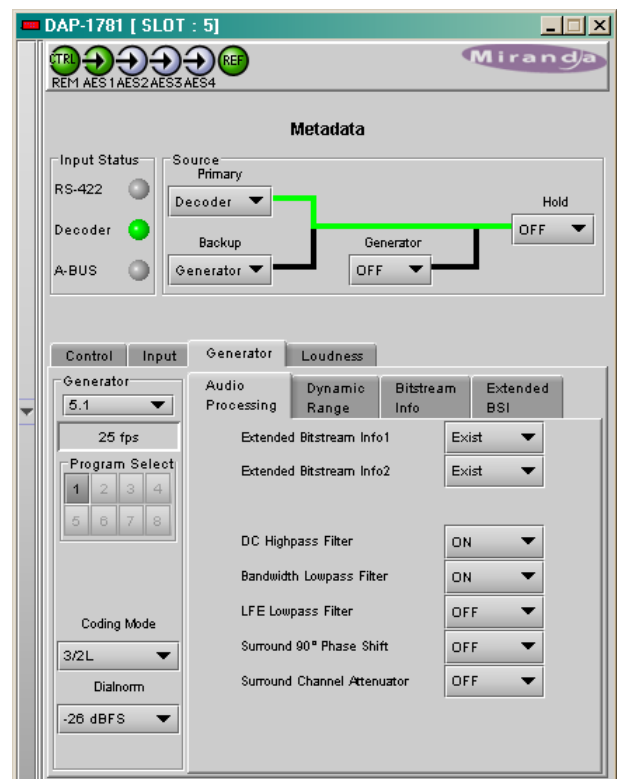 DAP-1781 [ SLOT : 5]
CTRL REF
REM AES1 AES2 AES3 AES4
Miranda
Metadata
Input Status
Source
RS-422
Decoder
A-BUS
Primary
Decoder
Backup
Generator
Generator
OFF
Hold
OFF
Control Input Generator Loudness
Generator
5.1
25 fps
Program Select
1 2 3 4
5 6 7 8
Coding Mode
3/2L
Dialnorm
-26 dBFS
Audio Processing
Dynamic Range
Bitstream Info
Extended BSI
Extended Bitstream Info1 Exist
Extended Bitstream Info2 Exist
DC Highpass Filter ON
Bandwidth Lowpass Filter ON
LFE Lowpass Filter OFF
Surround 90° Phase Shift OFF
Surround Channel Attenuator OFF